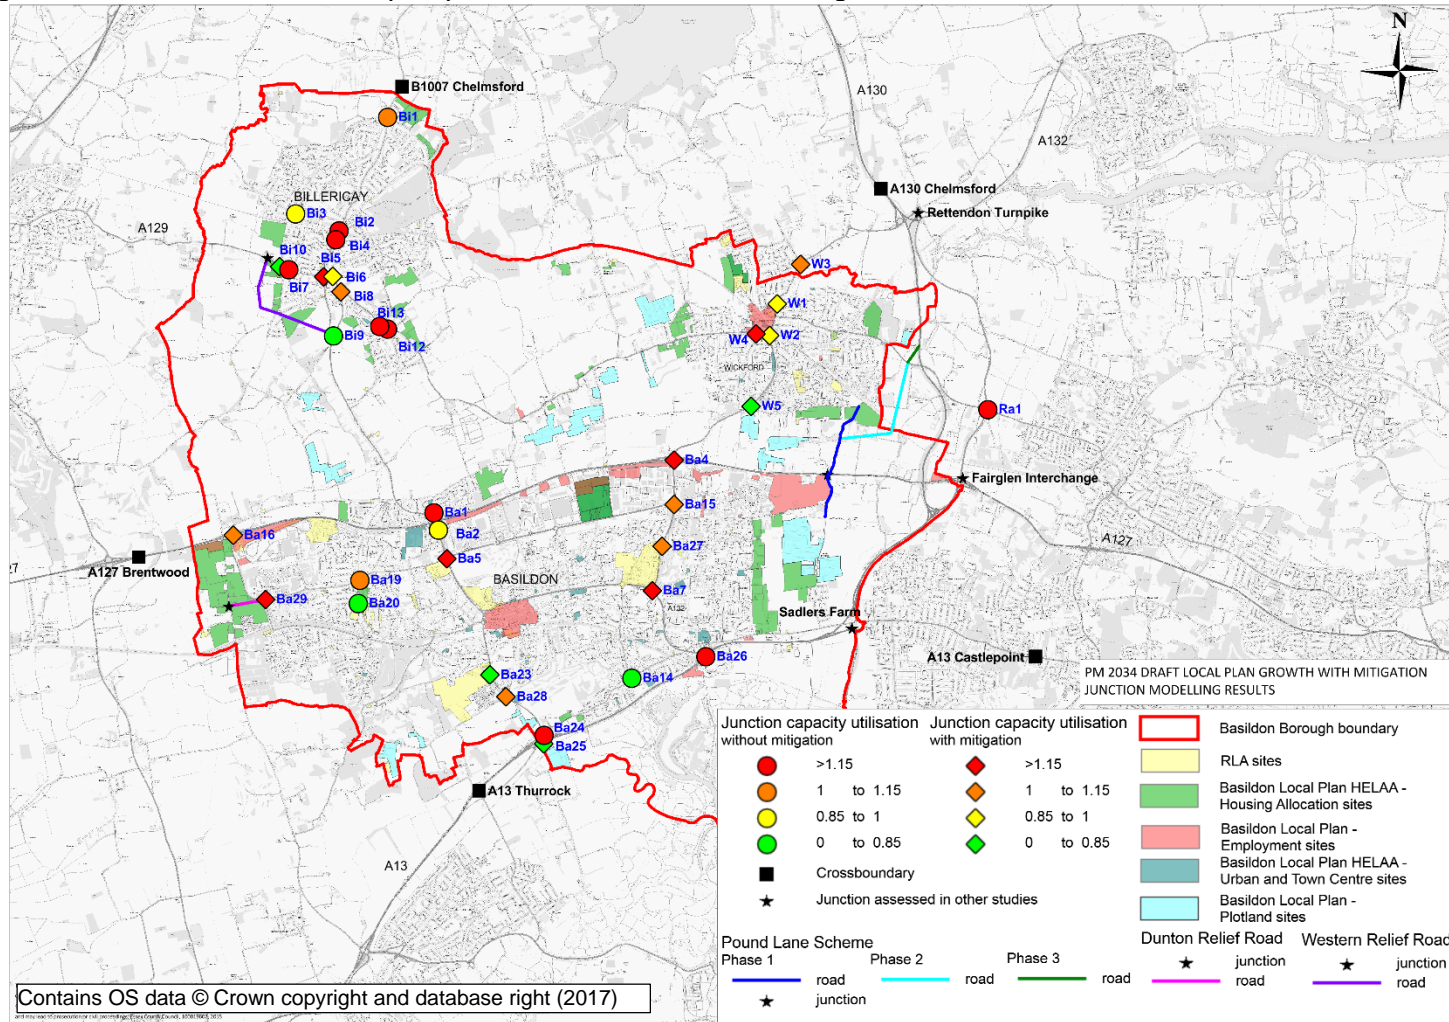 N
B1007 Chelmsford
Bi1
A130
A132
A130 Chelmsford
Rettendon Turnpike
BILLERICAY
Bi3
Bi2
A129
Bi4
Bi10
Bi5
Bi6
Bi7
Bi8
Bi13
Bi9
Bi12
W3
W1
W4
W2
WICKFORD
W5
Ra1
Ba4
Fairglen Interchange
Ba15
Ba1
Ba2
Ba16
Ba27
A127
Ba5
A127 Brentwood
Ba19
BASILDON
Ba7
Ba29
Ba20
A132
Sadlers Farm
Ba26
A13 Castlepoint
Ba23
Ba14
Ba28
Ba24
Ba25
A13 Thurrock
A13
PM 2034 DRAFT LOCAL PLAN GROWTH WITH MITIGATION
JUNCTION MODELLING RESULTS
Junction capacity utilisation
without mitigation
>1.15
1 to 1.15
0.85 to 1
0 to 0.85
Crossboundary
Junction assessed in other studies
Junction capacity utilisation
with mitigation
>1.15
1 to 1.15
0.85 to 1
0 to 0.85
Basildon Borough boundary
RLA sites
Basildon Local Plan HELAA -
Housing Allocation sites
Basildon Local Plan -
Employment sites
Basildon Local Plan HELAA -
Urban and Town Centre sites
Basildon Local Plan -
Plotland sites
Pound Lane Scheme
Phase 1
road
junction
Phase 2
road
Phase 3
road
Dunton Relief Road
junction
road
Western Relief Road
junction
road
Contains OS data © Crown copyright and database right (2017)